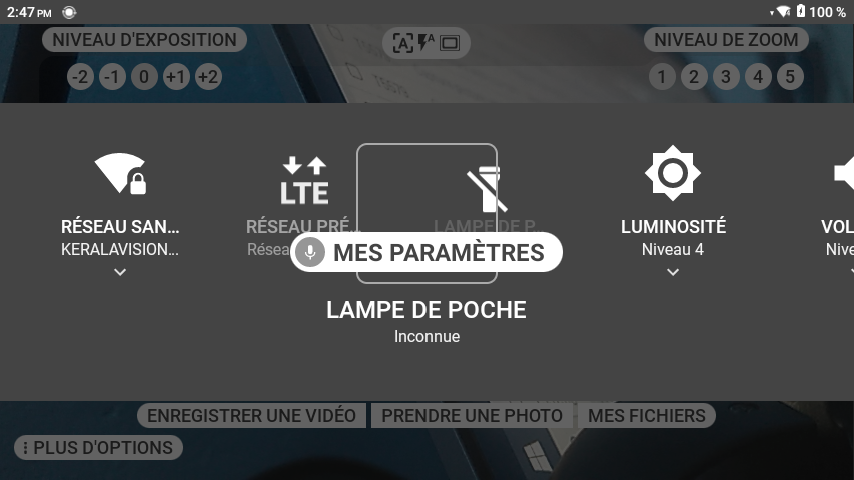 2:47 PM
100 %
NIVEAU D'EXPOSITION
A
A
NIVEAU DE ZOOM
-2 -1 0 +1 +2
1 2 3 4 5
LTE
RÉSEAU SAN...
RÉSEAU PRÉ...
LAMPE DE P...
LUMINOSITÉ
VOL
KERALAVISION...
Résea
Niveau 4
Nive
MES PARAMÈTRES
LAMPE DE POCHE
Inconnue
ENREGISTRER UNE VIDÉO
PRENDRE UNE PHOTO
MES FICHIERS
PLUS D'OPTIONS